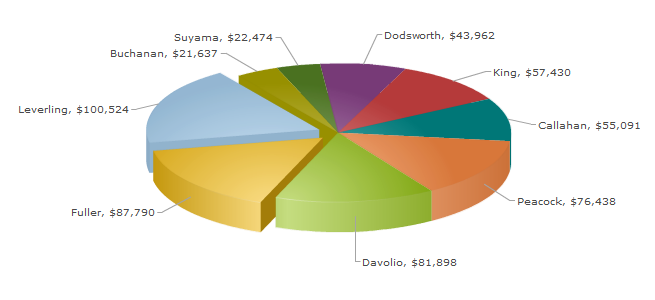 Suyama, $22,474
Dodsworth, $43,962
Buchanan, $21,637
King, $57,430
Leverling, $100,524
Callahan, $55,091
Peacock, $76,438
Fuller, $87,790
Davolio, $81,898